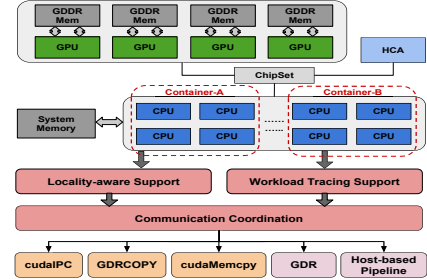 GDDR
Mem
GDDR
Mem
GDDR
Mem
GDDR
Mem
GPU
GPU
GPU
GPU
HCA
ChipSet
Container-A
Container-B
CPU
CPU
CPU
CPU
System
Memory
CPU
CPU
CPU
CPU
Locality-aware Support
Workload Tracing Support
Communication Coordination
cudaIPC
GDRCOPY
cudaMemcpy
GDR
Host-based
Pipeline